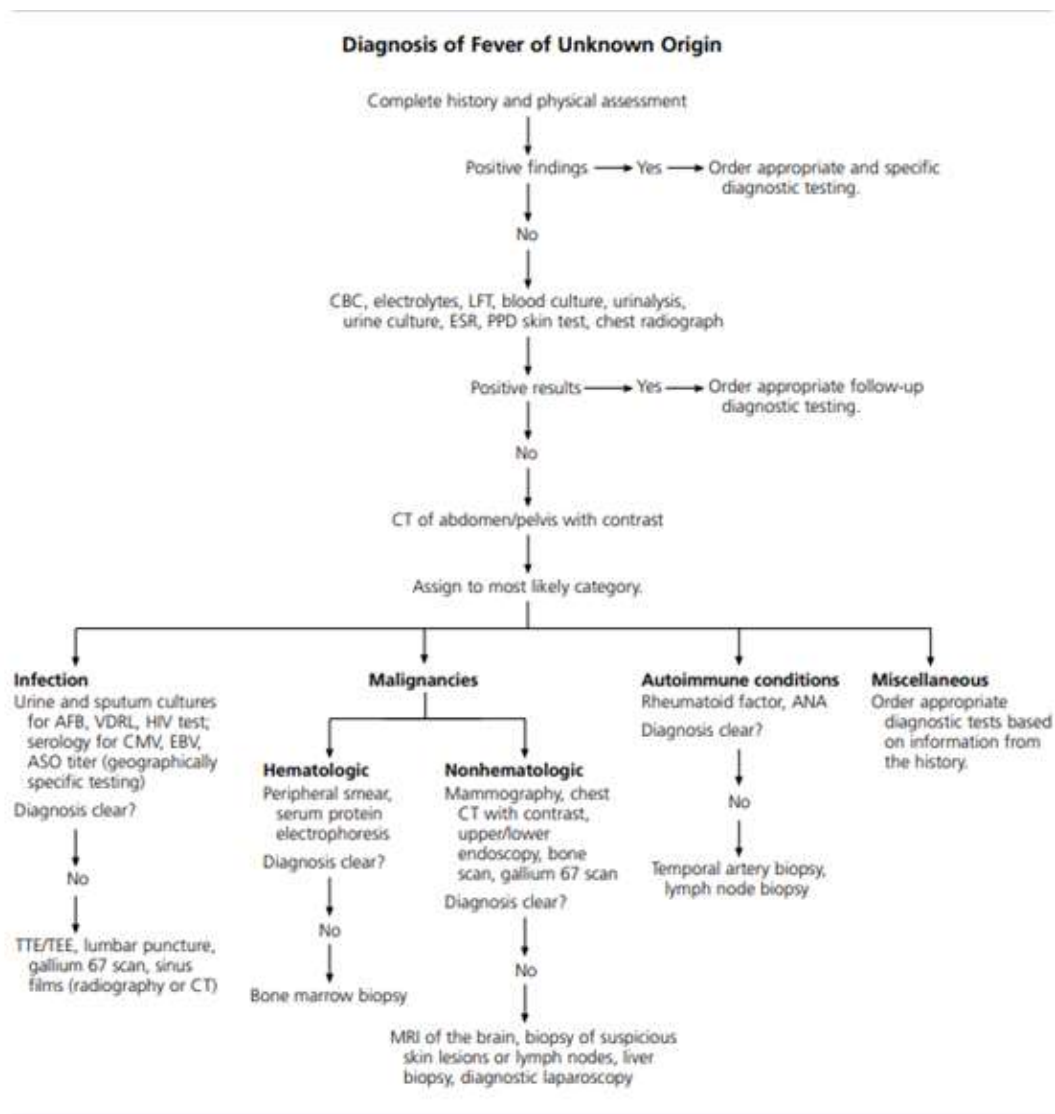 Diagnosis of Fever of Unknown Origin
Complete history and physical assessment
Positive findings
Yes
Order appropriate and specific
diagnostic testing.
No
CBC, electrolytes, LFT, blood culture, urinalysis,
urine culture, ESR, PPD skin test, chest radiograph
Positive results
Yes
Order appropriate follow-up
diagnostic testing.
No
CT of abdomen/pelvis with contrast
Assign to most likely category.
Infection
Urine and sputum cultures
for AFB, VDRL, HIV test;
serology for CMV, EBV,
ASO titer (geographically
specific testing)
Diagnosis clear?
No
TTE/TEE, lumbar puncture,
gallium 67 scan, sinus
films (radiography or CT)
Malignancies
Hematologic
Peripheral smear,
serum protein
electrophoresis
Diagnosis clear?
No
Bone marrow biopsy
Nonhematologic
Mammography, chest
CT with contrast,
upper/lower
endoscopy, bone
scan, gallium 67 scan
Diagnosis clear?
No
MRI of the brain, biopsy of suspicious
skin lesions or lymph nodes, liver
biopsy, diagnostic laparoscopy
Autoimmune conditions
Rheumatoid factor, ANA
Diagnosis clear?
No
Temporal artery biopsy,
lymph node biopsy
Miscellaneous
Order appropriate
diagnostic tests based
on information from
the history.